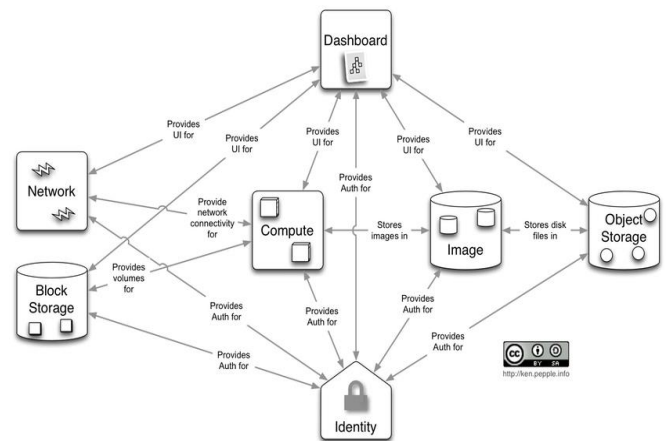 Dashboard
Provides
UI for
Provides
UI for
Provides
UI for
Provides
Auth for
Provides
UI for
Provides
UI for
Network
Provide
network
connectivity
for
Compute
Stores
images in
Image
Stores disk
files in
Object
Storage
Block
Storage
Provides
volumes
for
Provides
Auth for
Provides
Auth for
Provides
Auth for
Provides
Auth for
Provides
Auth for
Identity
cc
BY SA
http://ken.pepple.info